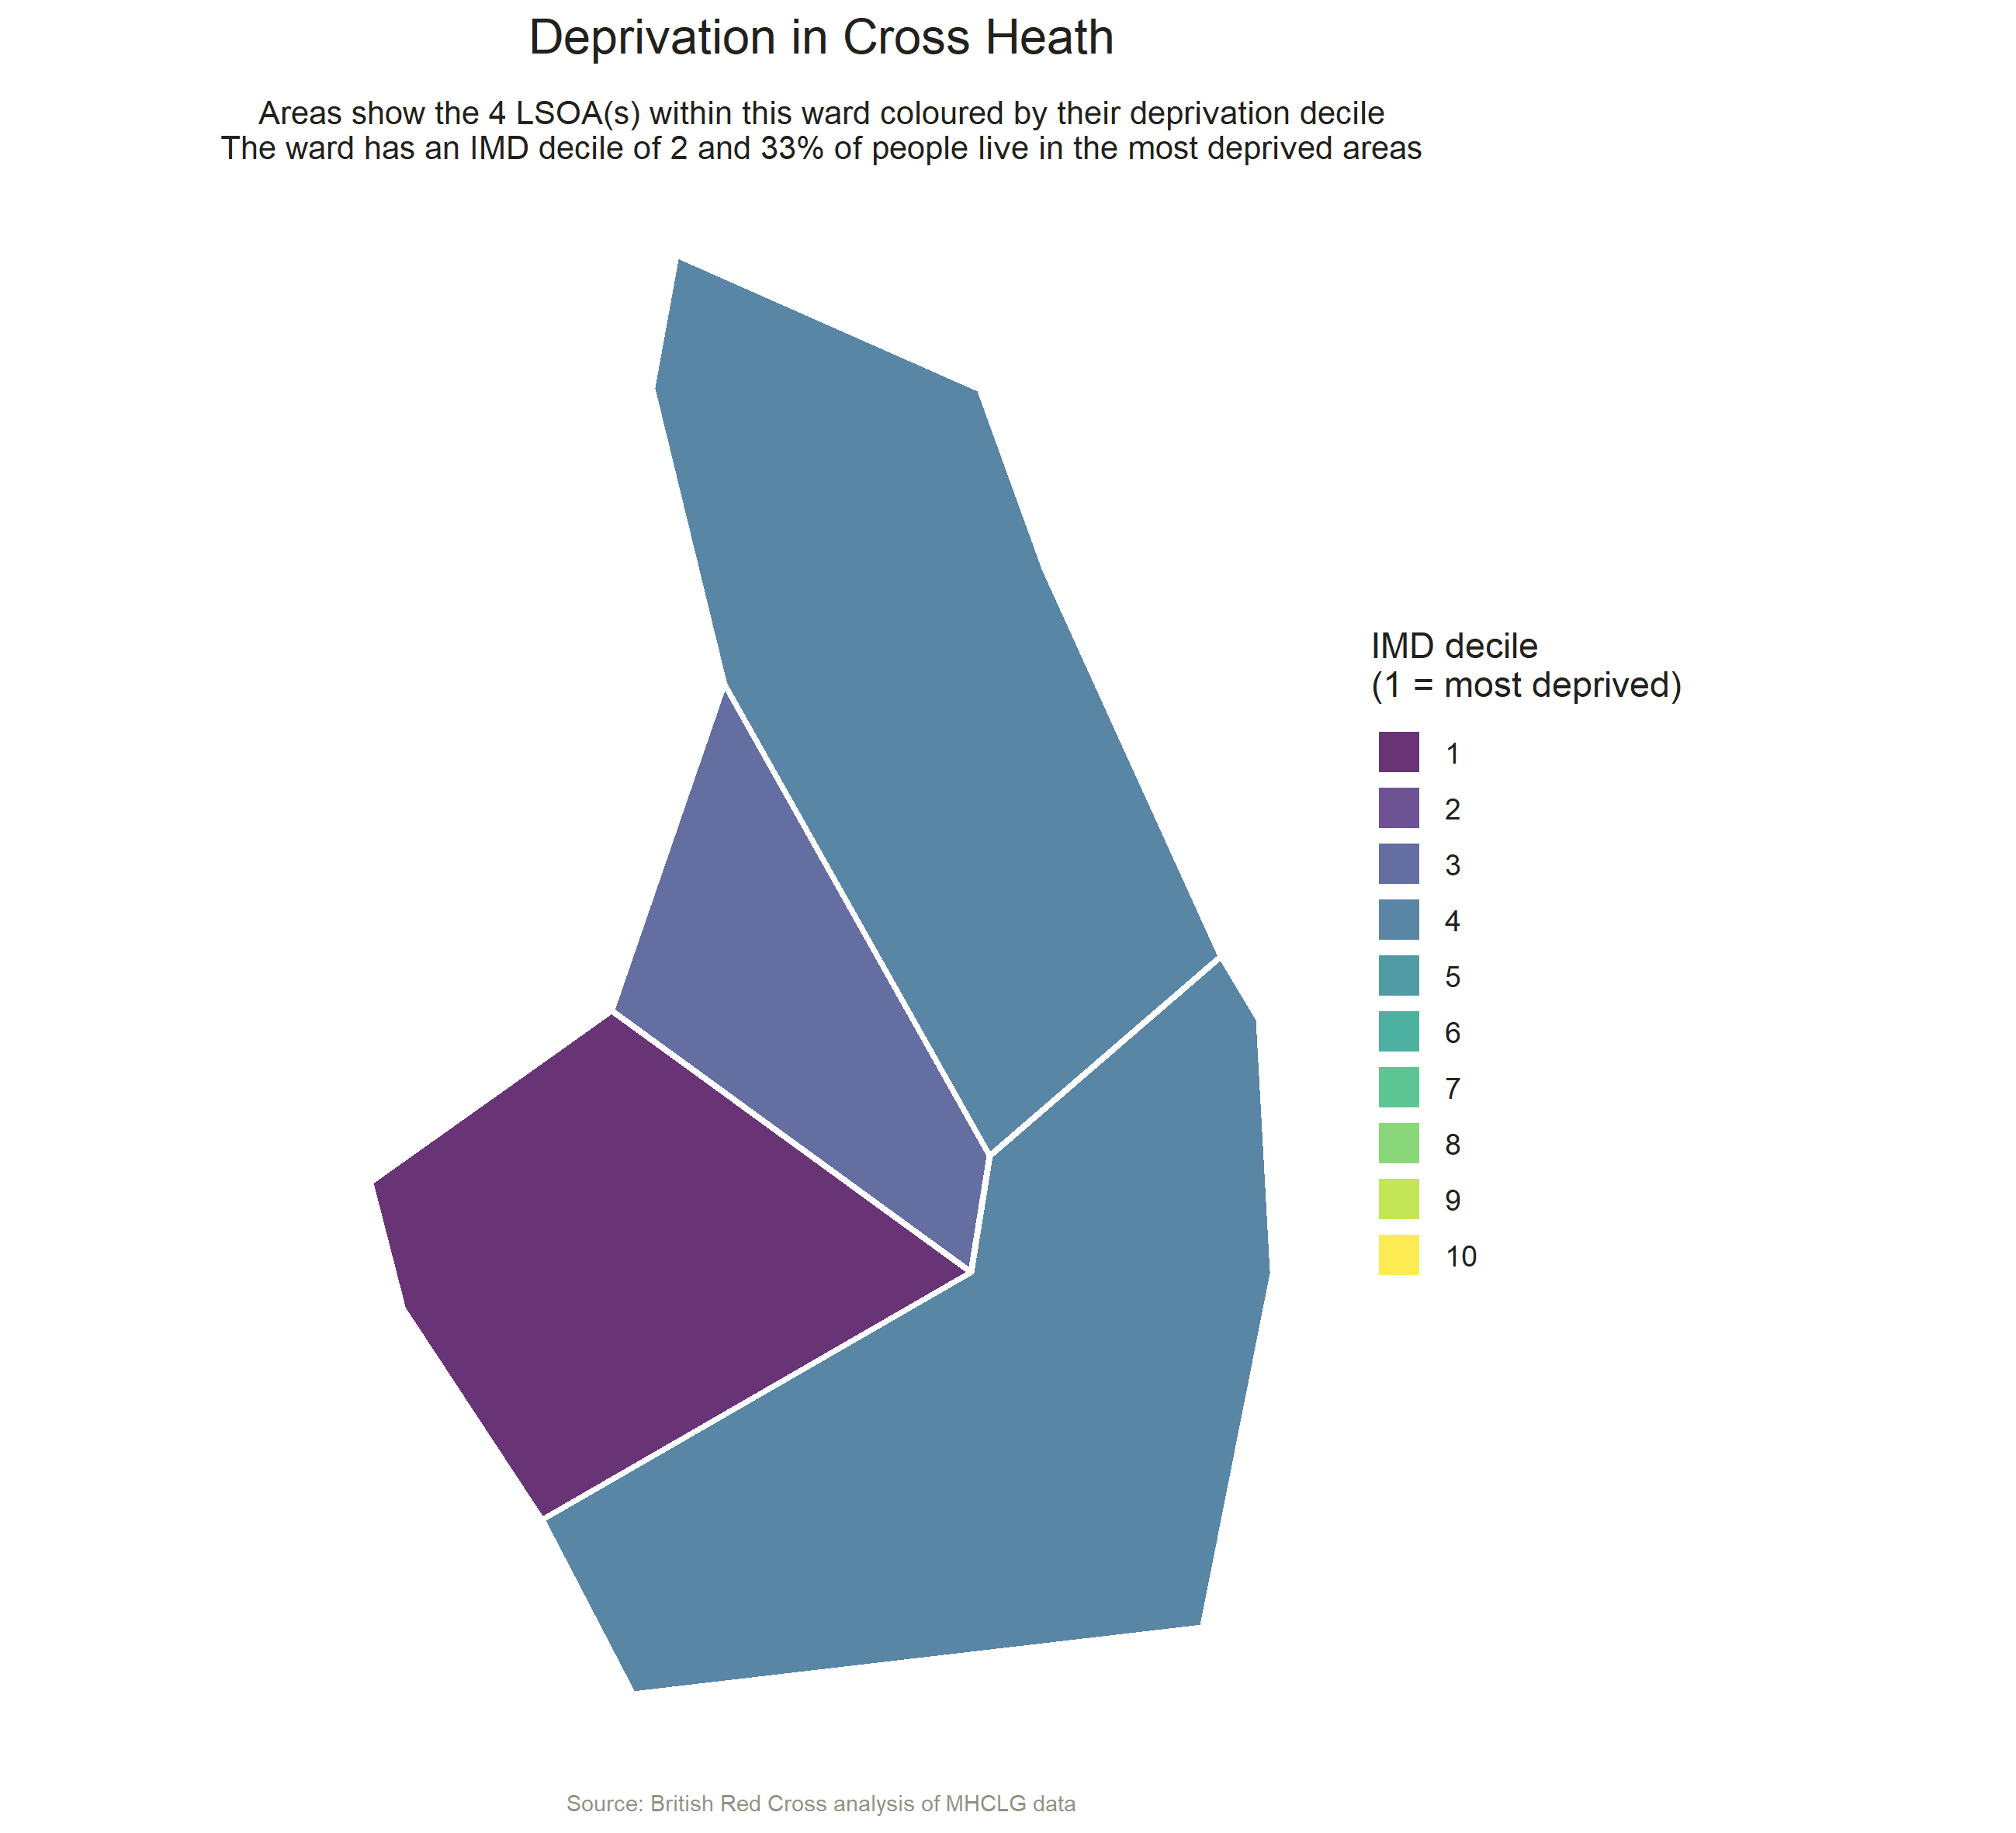 Deprivation in Cross Heath
Areas show the 4 LSOA(s) within this ward coloured by their deprivation decile
The ward has an IMD decile of 2 and 33% of people live in the most deprived areas
IMD decile
(1 = most deprived)
1
2
3
4
5
6
7
8
9
10
Source: British Red Cross analysis of MHCLG data